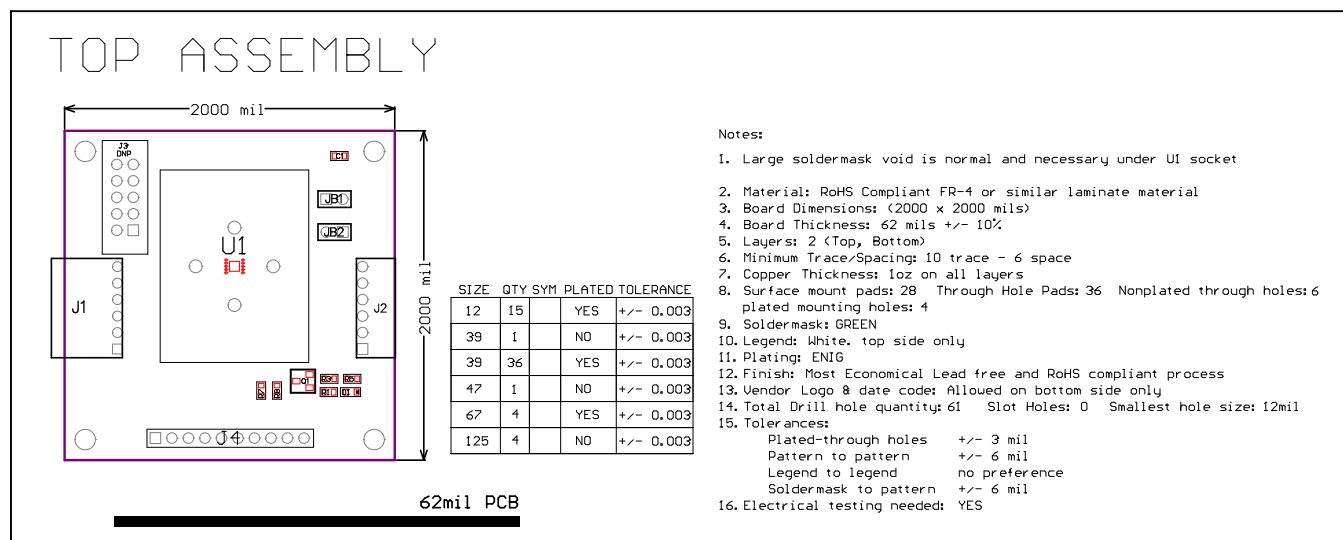 TOP ASSEMBLY
2000 mil
2000 mil
J3
DNP
C1
JB1
JB2
U1
J1
J2
J4
SIZE QTY SYM PLATED TOLERANCE
12 15 YES +/- 0.003
39 1 NO +/- 0.003
39 36 YES +/- 0.003
47 1 NO +/- 0.003
67 4 YES +/- 0.003
125 4 NO +/- 0.003
62mil PCB
Notes:
1. Large soldermask void is normal and necessary under U1 socket
2. Material: RoHS Compliant FR-4 or similar laminate material
3. Board Dimensions: (2000 x 2000 mils)
4. Board Thickness: 62 mils +/- 10%
5. Layers: 2 (Top, Bottom)
6. Minimum Trace/Spacing: 10 trace - 6 space
7. Copper Thickness: 1oz on all layers
8. Surface mount pads: 28 Through Hole Pads: 36 Nonplated through holes: 6
plated mounting holes: 4
9. Soldermask: GREEN
10. Legend: White. top side only
11. Plating: ENIG
12. Finish: Most Economical Lead free and RoHS compliant process
13. Vendor Logo & date code: Allowed on bottom side only
14. Total Drill hole quantity: 61 Slot Holes: 0 Smallest hole size: 12mil
15. Tolerances:
Plated-through holes +/- 3 mil
Pattern to pattern +/- 6 mil
Legend to legend no preference
Soldermask to pattern +/- 6 mil
16. Electrical testing needed: YES